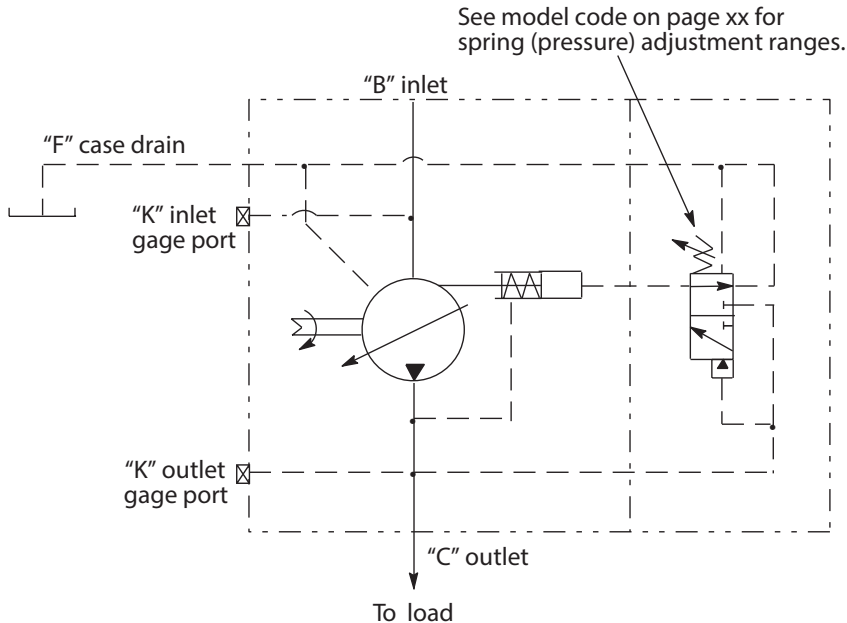 See model code on page xx for
spring (pressure) adjustment ranges.
“B” inlet
“F” case drain
“K” inlet
gage port
“K” outlet
gage port
“C” outlet
To load